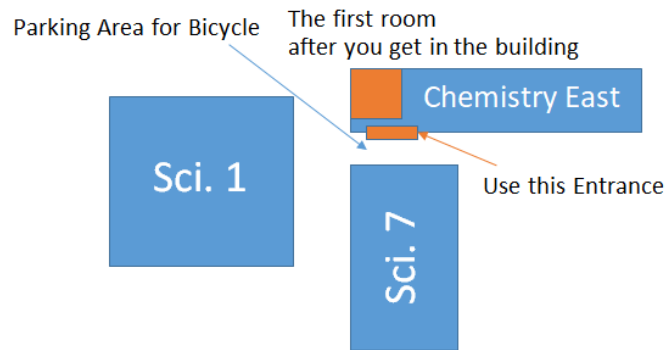 Parking Area for Bicycle
The first room
after you get in the building
Chemistry East
Sci. 1
Use this Entrance
Sci. 7